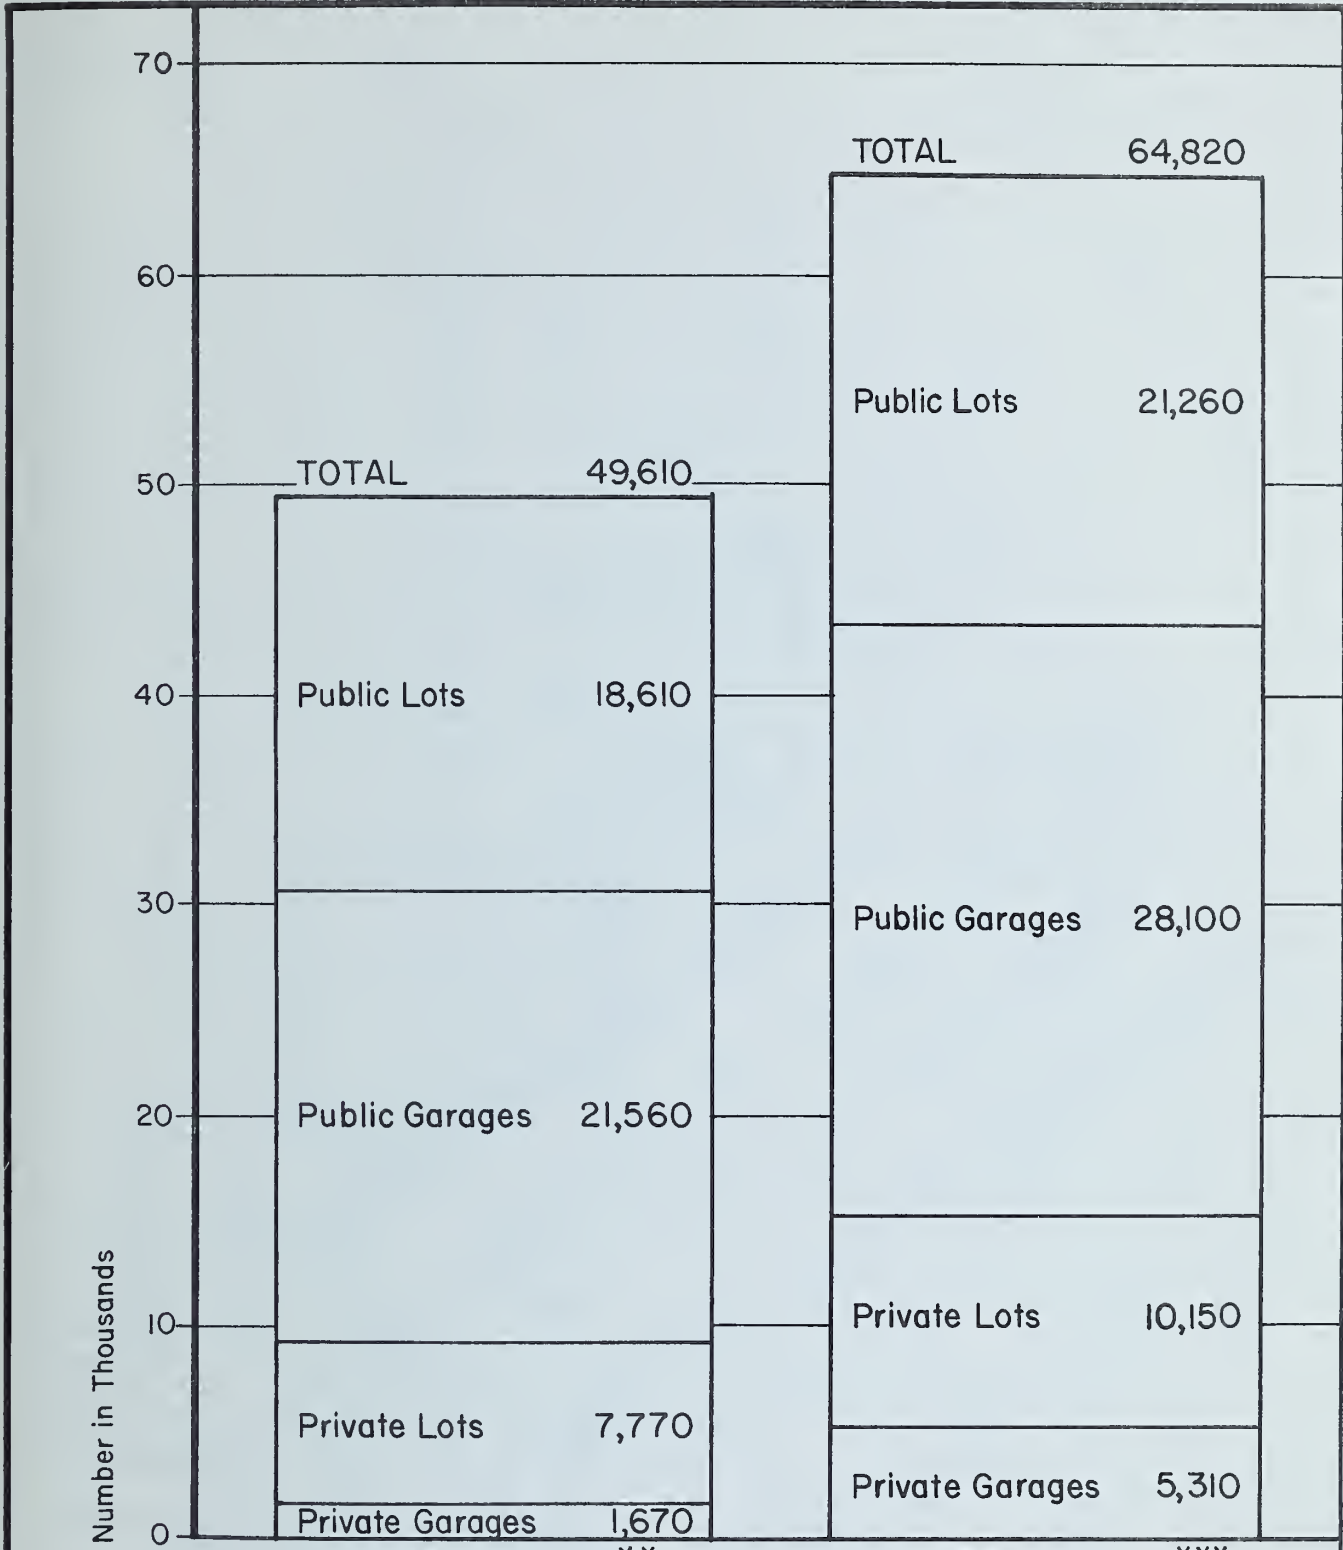 70
TOTAL 64,820
60
Public Lots 21,260
50
TOTAL 49,610
40
Public Lots 18,610
30
Public Garages 28,100
20
Public Garages 21,560
Number in Thousands
10
Private Lots 10,150
Private Lots 7,770
Private Garages 5,310
0
Private Garages 1,670